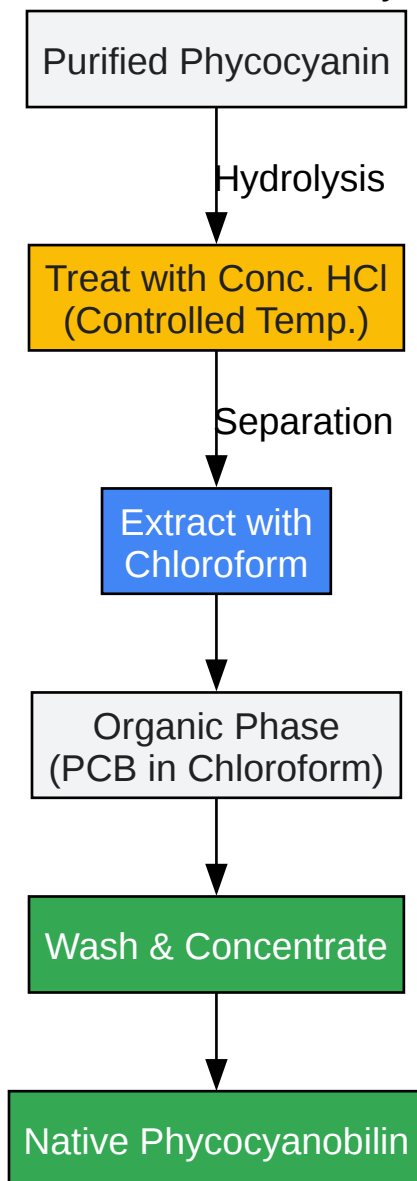 Purified Phycocyanin
Hydrolysis
Treat with Conc. HCl
(Controlled Temp.)
Separation
Extract with
Chloroform
Organic Phase
(PCB in Chloroform)
Wash & Concentrate
Native Phycocyanobilin